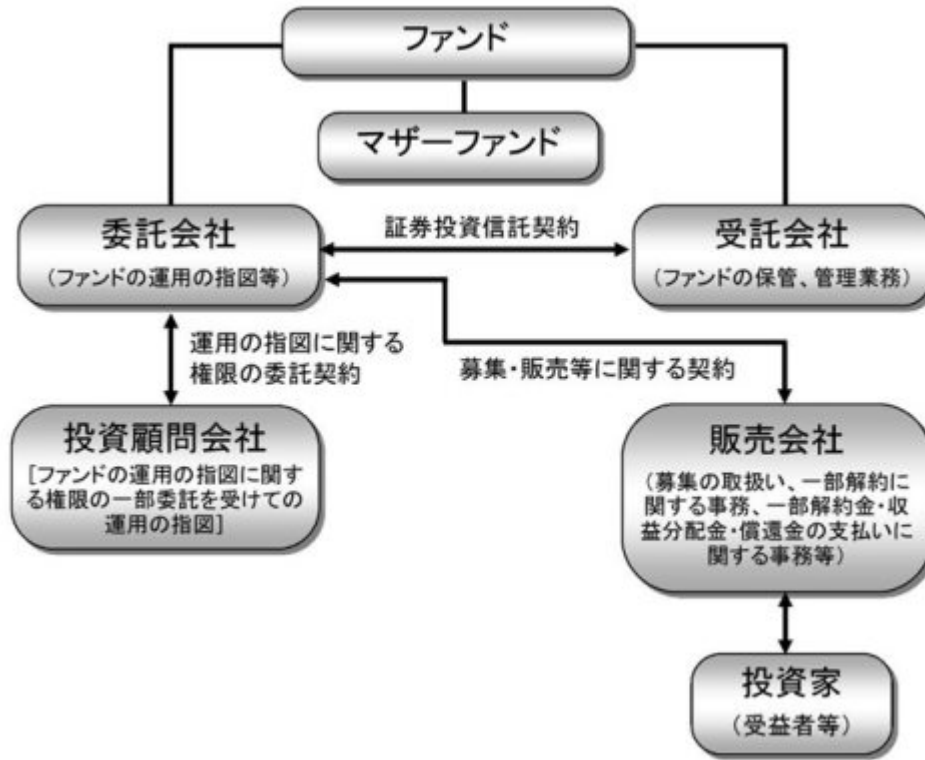 ファンド
マザーファンド
委託会社
(ファンドの運用の指図等)
証券投資信託契約
受託会社
(ファンドの保管、管理業務)
運用の指図に関する
権限の委託契約
募集・販売等に関する契約
投資顧問会社
[ファンドの運用の指図に関す
る権限の一部委託を受けての
運用の指図]
販売会社
(募集の取扱い、一部解約に
関する事務、一部解約金・収
益分配金・償還金の支払いに
関する事務等)
投資家
(受益者等)